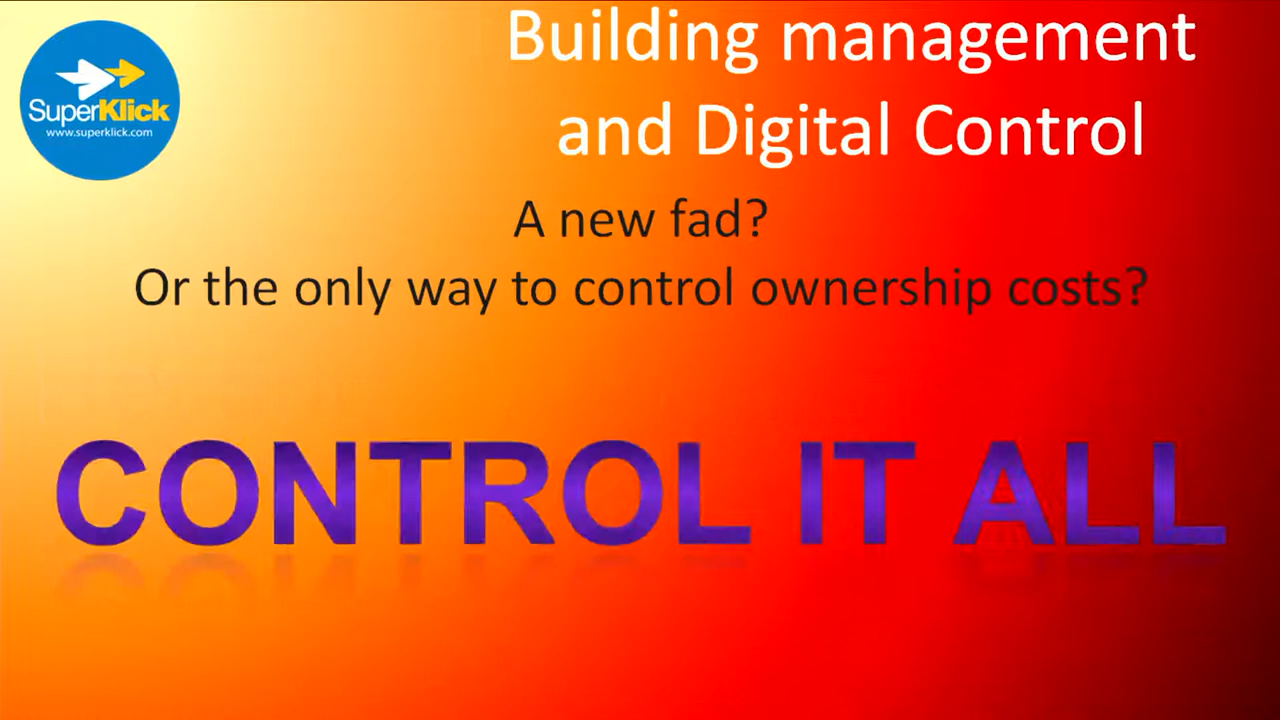 SuperKlick
www.superklick.com
Building management
and Digital Control
A new fad?
Or the only way to control ownership costs?
CONTROL IT ALL